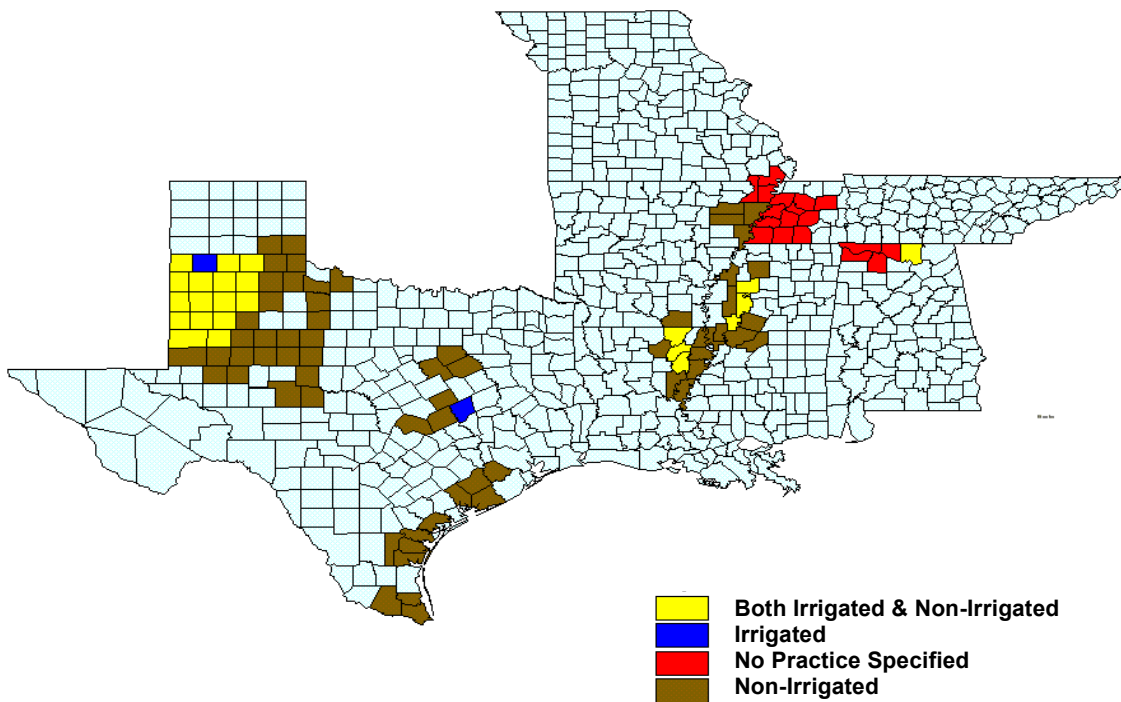 Both Irrigated & Non-Irrigated
Irrigated
No Practice Specified
Non-Irrigated